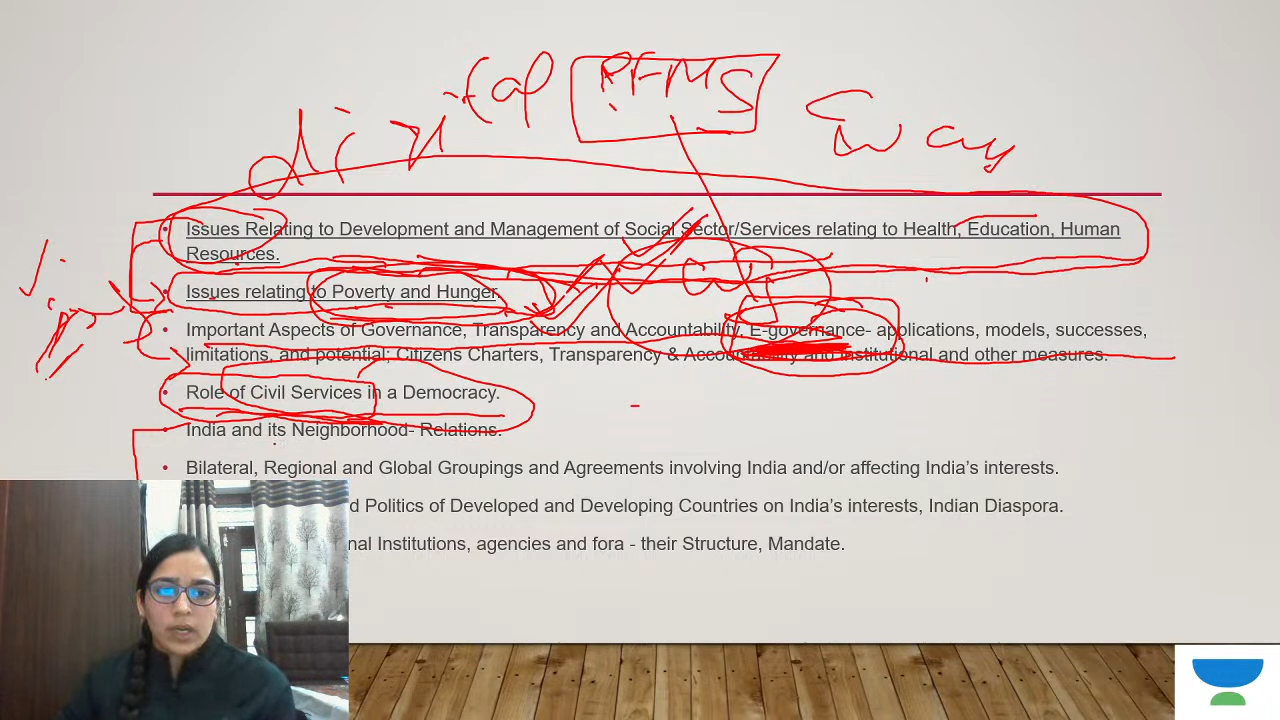 digital PFMS
Eway
• Issues Relating to Development and Management of Social Sector/Services relating to Health, Education, Human
Resources.
• Issues relating to Poverty and Hunger.
• Important Aspects of Governance, Transparency and Accountability, E-governance- applications, models, successes,
limitations, and potential; Citizens Charters, Transparency & Accountability and institutional and other measures.
• Role of Civil Services in a Democracy.
• India and its Neighborhood- Relations.
• Bilateral, Regional and Global Groupings and Agreements involving India and/or affecting India's interests.
d Politics of Developed and Developing Countries on India's interests, Indian Diaspora.
nal Institutions, agencies and fora - their Structure, Mandate.